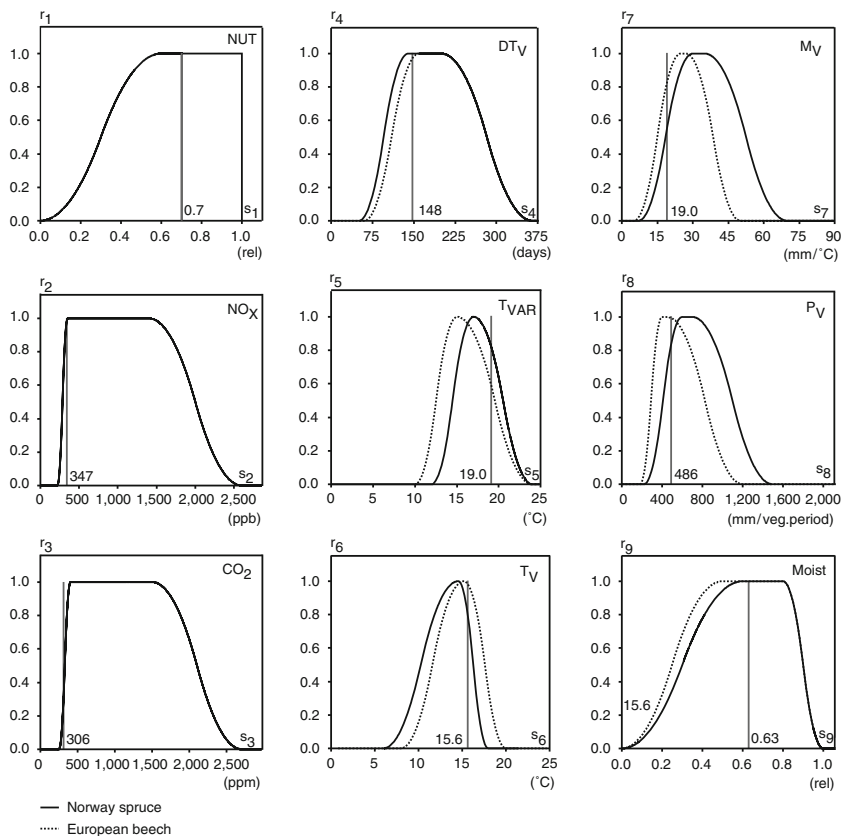 r1
NUT
1.0
0.8
0.6
0.4
0.2
0.0
0.7
s1
0.0 0.2 0.4 0.6 0.8 1.0
(rel)
r4
DTV
1.0
0.8
0.6
0.4
0.2
0.0
148
s4
0 75 150 225 300 375
(days)
r7
MV
1.0
0.8
0.6
0.4
0.2
0.0
19.0
s7
0 15 30 45 60 75 90
(mm/˚C)
r2
NOX
1.0
0.8
0.6
0.4
0.2
0.0
347
s2
0 500 1,000 1,500 2,000 2,500
(ppb)
r5
TVAR
1.0
0.8
0.6
0.4
0.2
0.0
19.0
s5
0 5 10 15 20 25
(˚C)
r8
PV
1.0
0.8
0.6
0.4
0.2
0.0
486
s8
0 400 800 1,200 1,600 2,000
(mm/veg.period)
r3
CO2
1.0
0.8
0.6
0.4
0.2
0.0
306
s3
0 500 1,000 1,500 2,000 2,500
(ppm)
r6
TV
1.0
0.8
0.6
0.4
0.2
0.0
15.6
s6
0 5 10 15 20 25
(˚C)
r9
Moist
1.0
0.8
0.6
0.4
15.6
0.2
0.0
0.63
s9
0.0 0.2 0.4 0.6 0.8 1.0
(rel)
Norway spruce
European beech